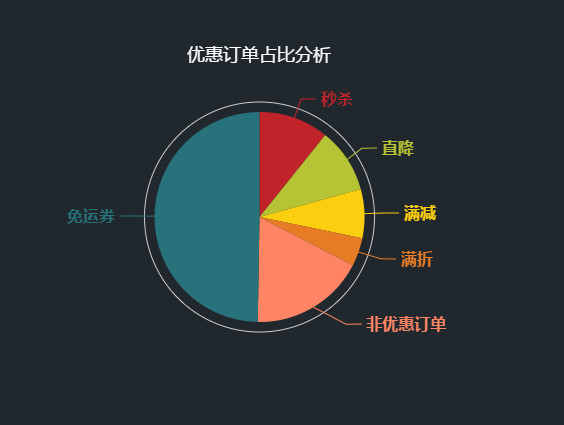 优惠订单占比分析
秒杀
直降
满减
满折
非优惠订单
免运券